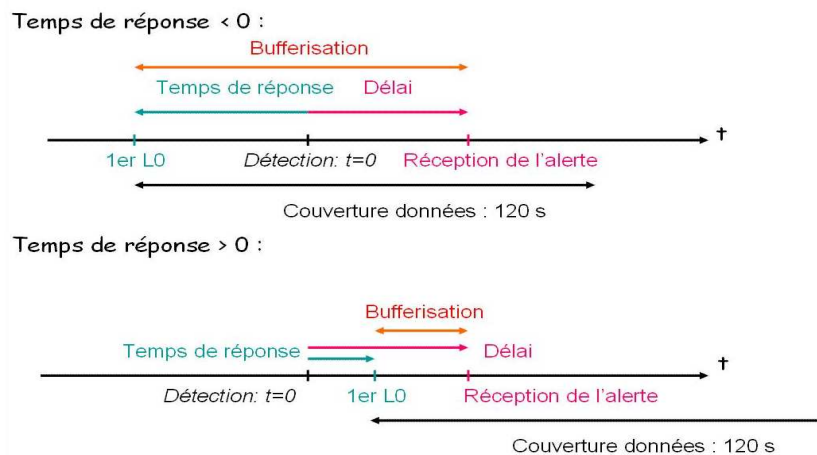 Temps de réponse < 0 :
Bufferisation
Temps de réponse Délai
t
1er L0 Détection: t=0 Réception de l'alerte
Couverture données : 120 s
Temps de réponse > 0 :
Bufferisation
Temps de réponse Délai
t
Détection: t=0 1er L0 Réception de l'alerte
Couverture données : 120 s